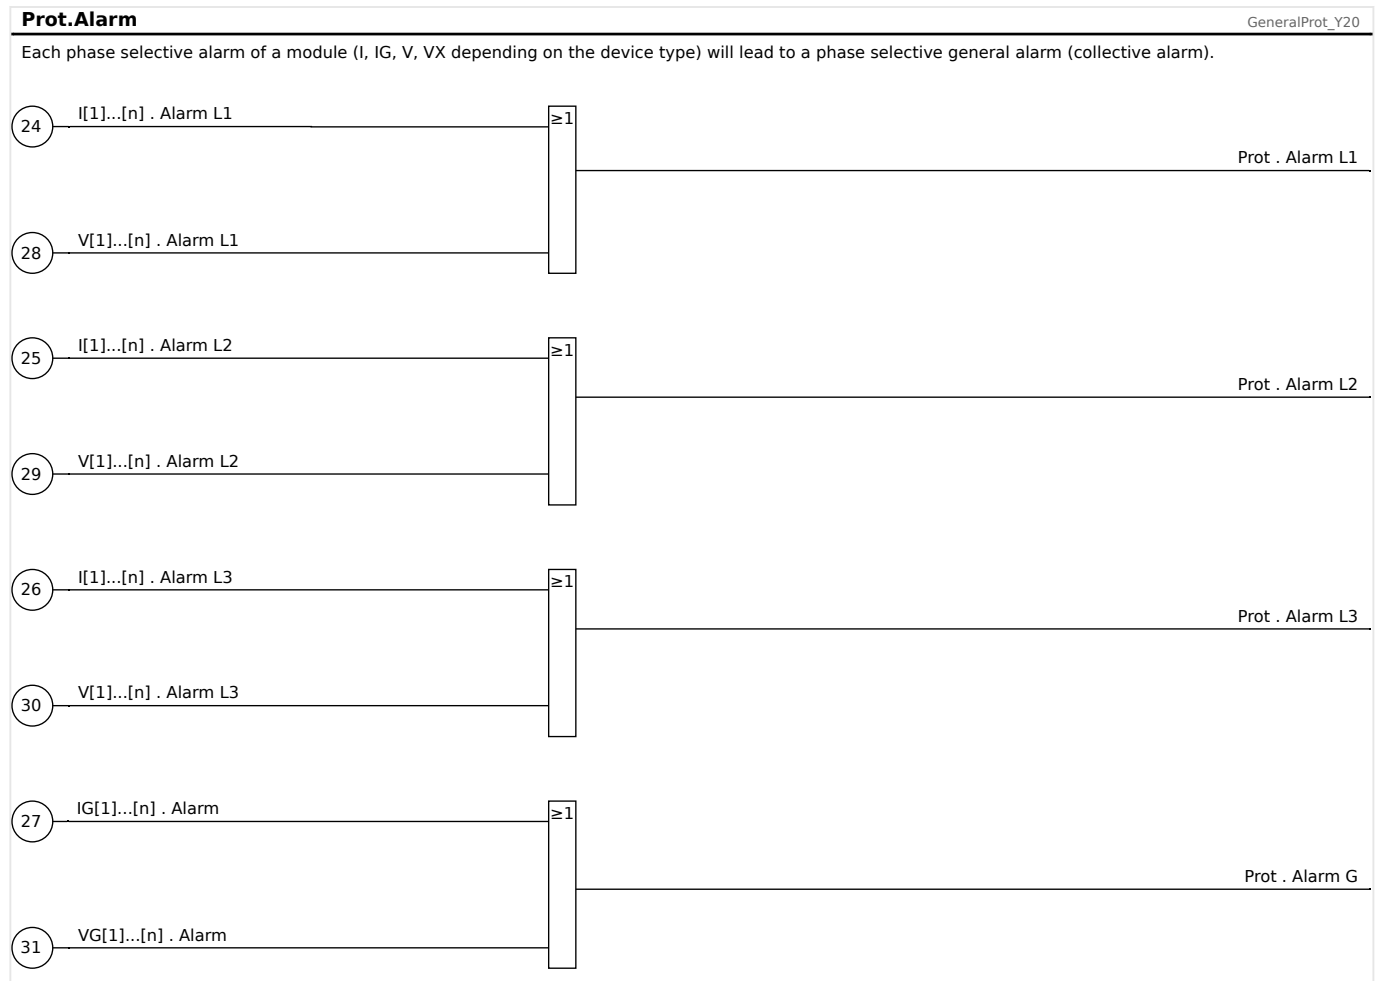 Prot.Alarm
GeneralProt_Y20
Each phase selective alarm of a module (I, IG, V, VX depending on the device type) will lead to a phase selective general alarm (collective alarm).
24
I[1]...[n] . Alarm L1
≥1
Prot . Alarm L1
28
V[1]...[n] . Alarm L1
25
I[1]...[n] . Alarm L2
≥1
Prot . Alarm L2
29
V[1]...[n] . Alarm L2
26
I[1]...[n] . Alarm L3
≥1
Prot . Alarm L3
30
V[1]...[n] . Alarm L3
27
IG[1]...[n] . Alarm
≥1
Prot . Alarm G
31
VG[1]...[n] . Alarm